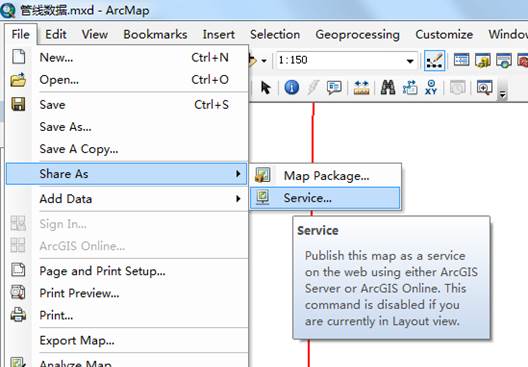 管线数据.mxd - ArcMap
File Edit View Bookmarks Insert Selection Geoprocessing Customize Window
New... Ctrl+N
1:150
Open... Ctrl+O
Save Ctrl+S
Save As...
Save A Copy...
Share As
Map Package...
Add Data
Service...
Sign In...
ArcGIS Online...
Page and Print Setup...
Print Preview...
Print...
Export Map...
Analyze Map
Service
Publish this map as a service
on the web using either ArcGIS
Server or ArcGIS Online. This
command is disabled if you
are currently in Layout view.
XY